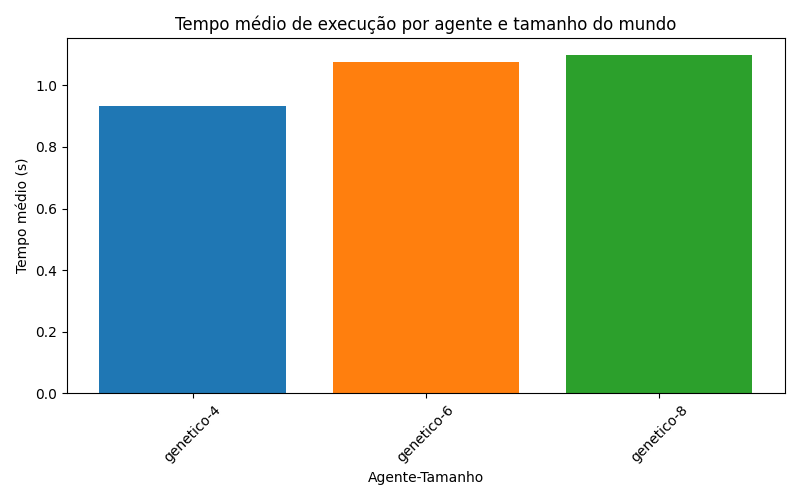 Tempo médio de execução por agente e tamanho do mundo
Tempo médio (s)
1.0
0.8
0.6
0.4
0.2
0.0
genetico-4
genetico-6
genetico-8
Agente-Tamanho